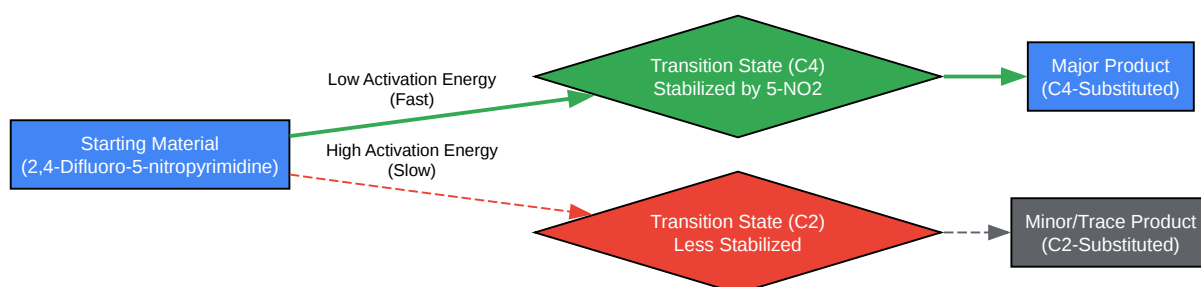 Starting Material
(2,4-Difluoro-5-nitropyrimidine)
Low Activation Energy
(Fast)
High Activation Energy
(Slow)
Transition State (C4)
Stabilized by 5-NO2
Transition State (C2)
Less Stabilized
Major Product
(C4-Substituted)
Minor/Trace Product
(C2-Substituted)